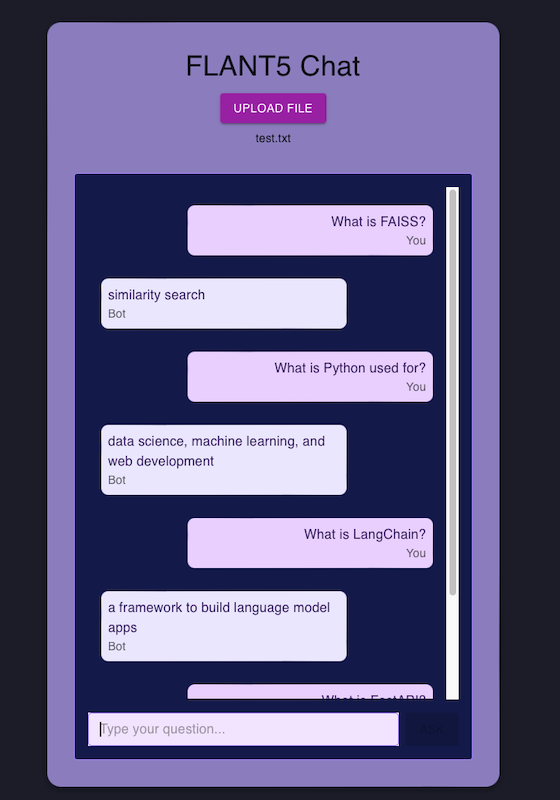 FLANT5 Chat
UPLOAD FILE
test.txt
What is FAISS?
You
similarity search
Bot
What is Python used for?
You
data science, machine learning, and
web development
Bot
What is LangChain?
You
a framework to build language model
apps
Bot
What is FastAPI?
Type your question...